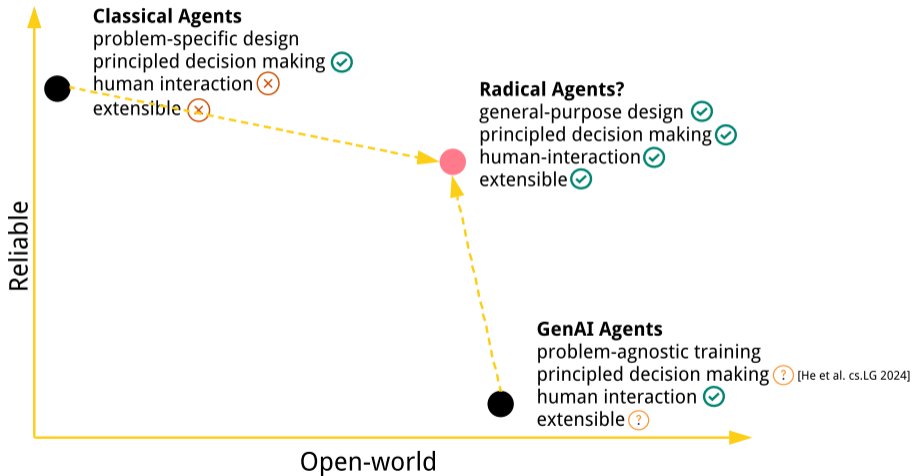 Classical Agents
problem-specific design
principled decision making
human interaction
extensible
Radical Agents?
general-purpose design
principled decision making
human-interaction
extensible
Reliable
GenAI Agents
problem-agnostic training
principled decision making ? [He et al. cs.LG 2024]
human interaction
extensible ?
Open-world